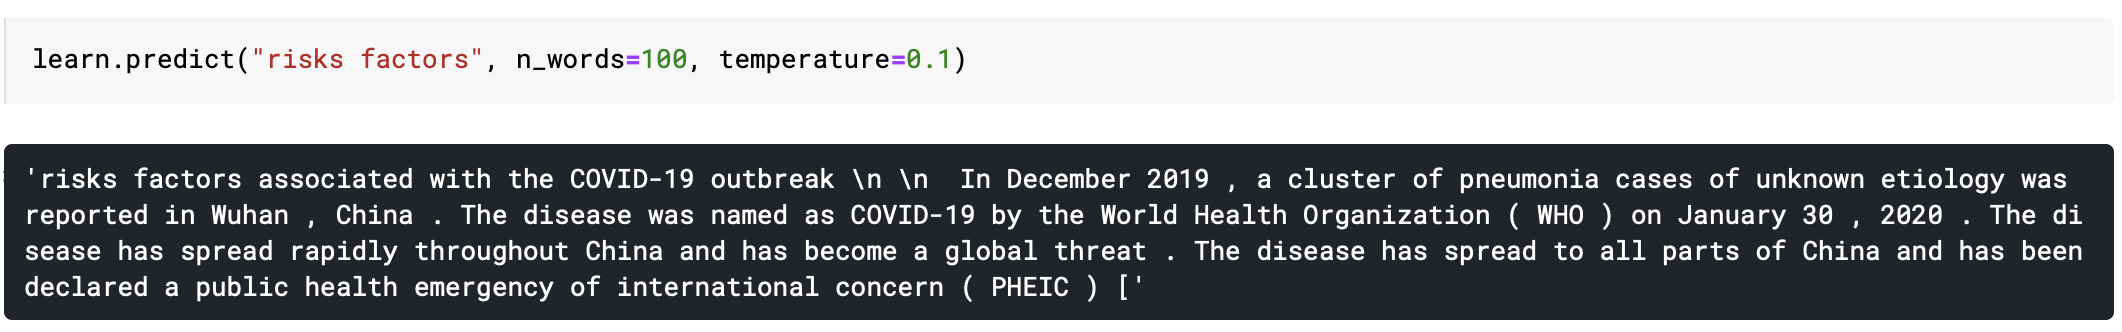 learn.predict("risks factors", n_words=100, temperature=0.1)
'risks factors associated with the COVID-19 outbreak \n \n  In December 2019 , a cluster of pneumonia cases of unknown etiology was
reported in Wuhan , China . The disease was named as COVID-19 by the World Health Organization ( WHO ) on January 30 , 2020 . The di
sease has spread rapidly throughout China and has become a global threat . The disease has spread to all parts of China and has been
declared a public health emergency of international concern ( PHEIC ) ['